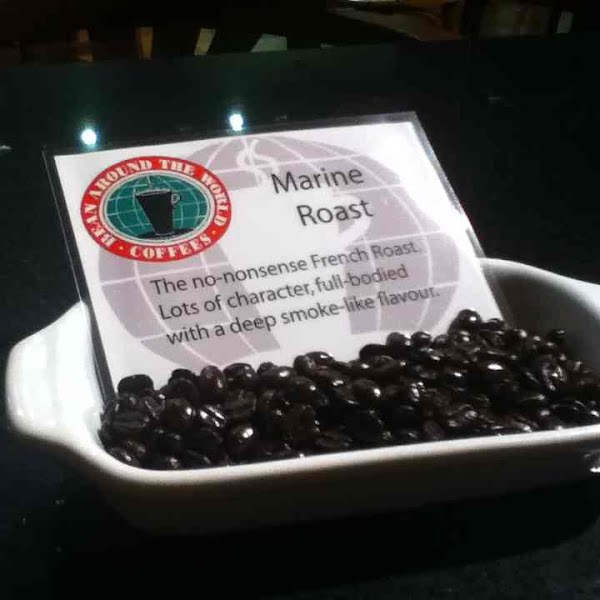 BEAN AROUND THE WORLD
· COFFEES ·
Marine
Roast
The no-nonsense French Roast.
Lots of character, full-bodied
with a deep smoke-like flavour.